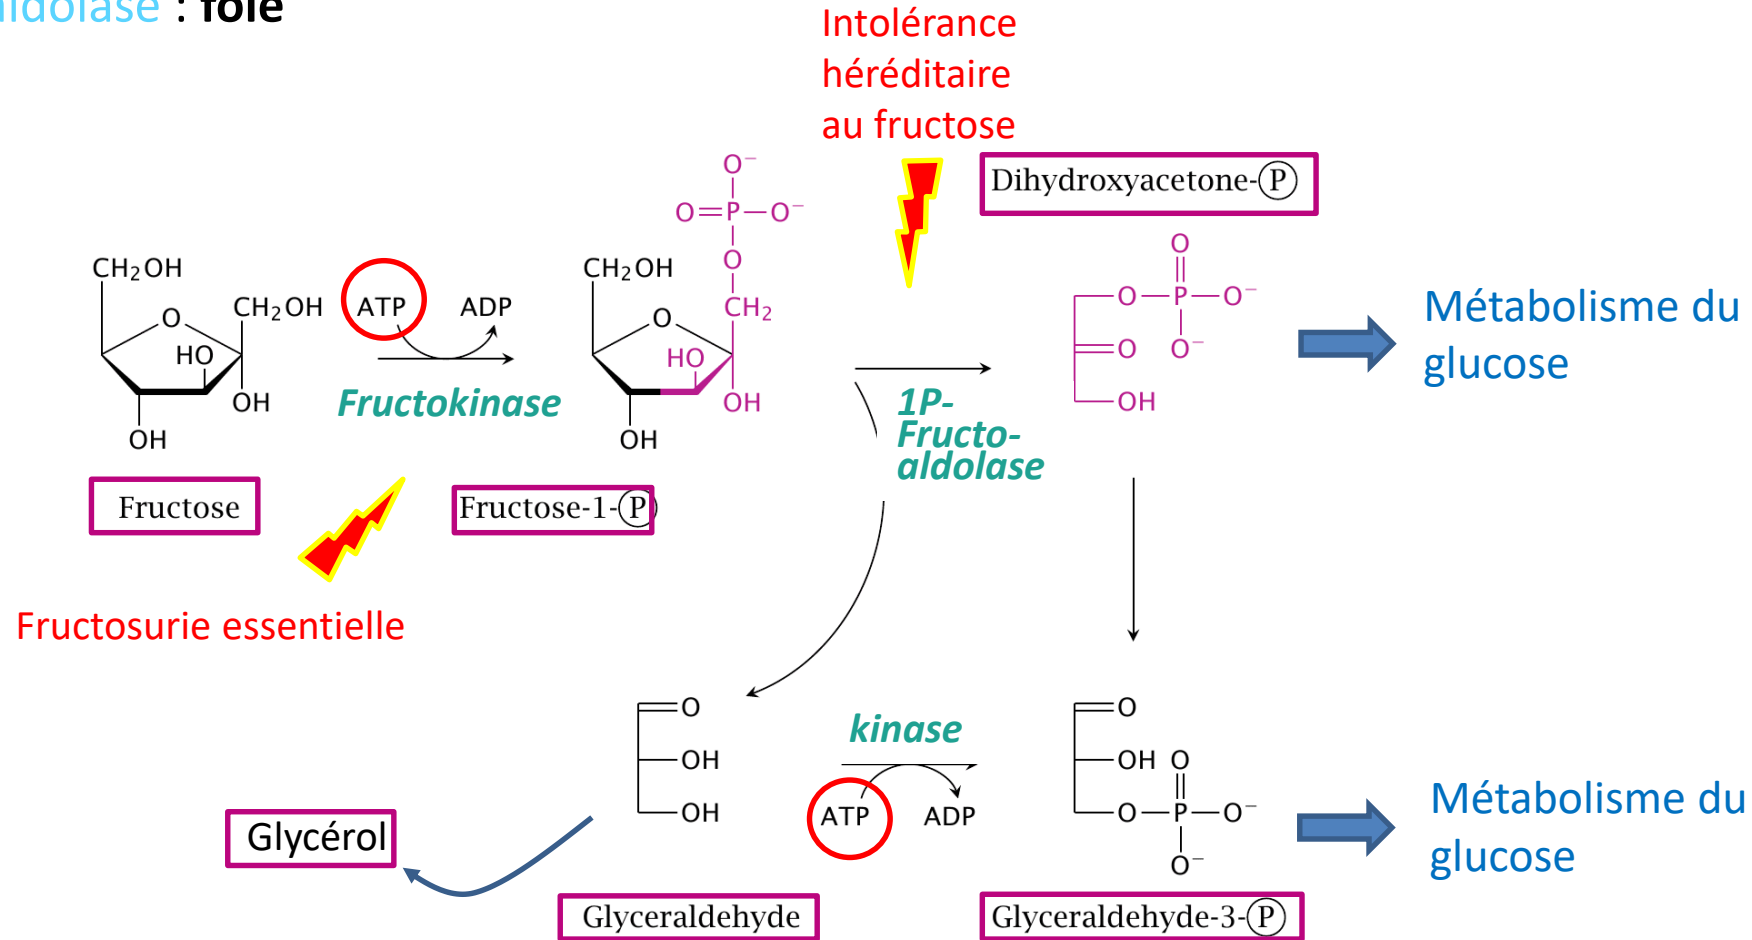 aldolase : foie
Intolérance
héréditaire
au fructose
Dihydroxyacetone-P
O⁻
O=P—O⁻
O
CH₂OH
O
CH₂OH
HO
OH
OH
ATP
ADP
Fructokinase
CH₂OH
O
CH₂
HO
OH
OH
1P-
Fructo-
aldolase
O
O—P—O⁻
O
O⁻
OH
Métabolisme du
glucose
Fructose
Fructose-1-P
Fructosurie essentielle
O
OH
OH
kinase
ATP
ADP
O
OH
O
O—P—O⁻
O⁻
Métabolisme du
glucose
Glycérol
Glyceraldehyde
Glyceraldehyde-3-P